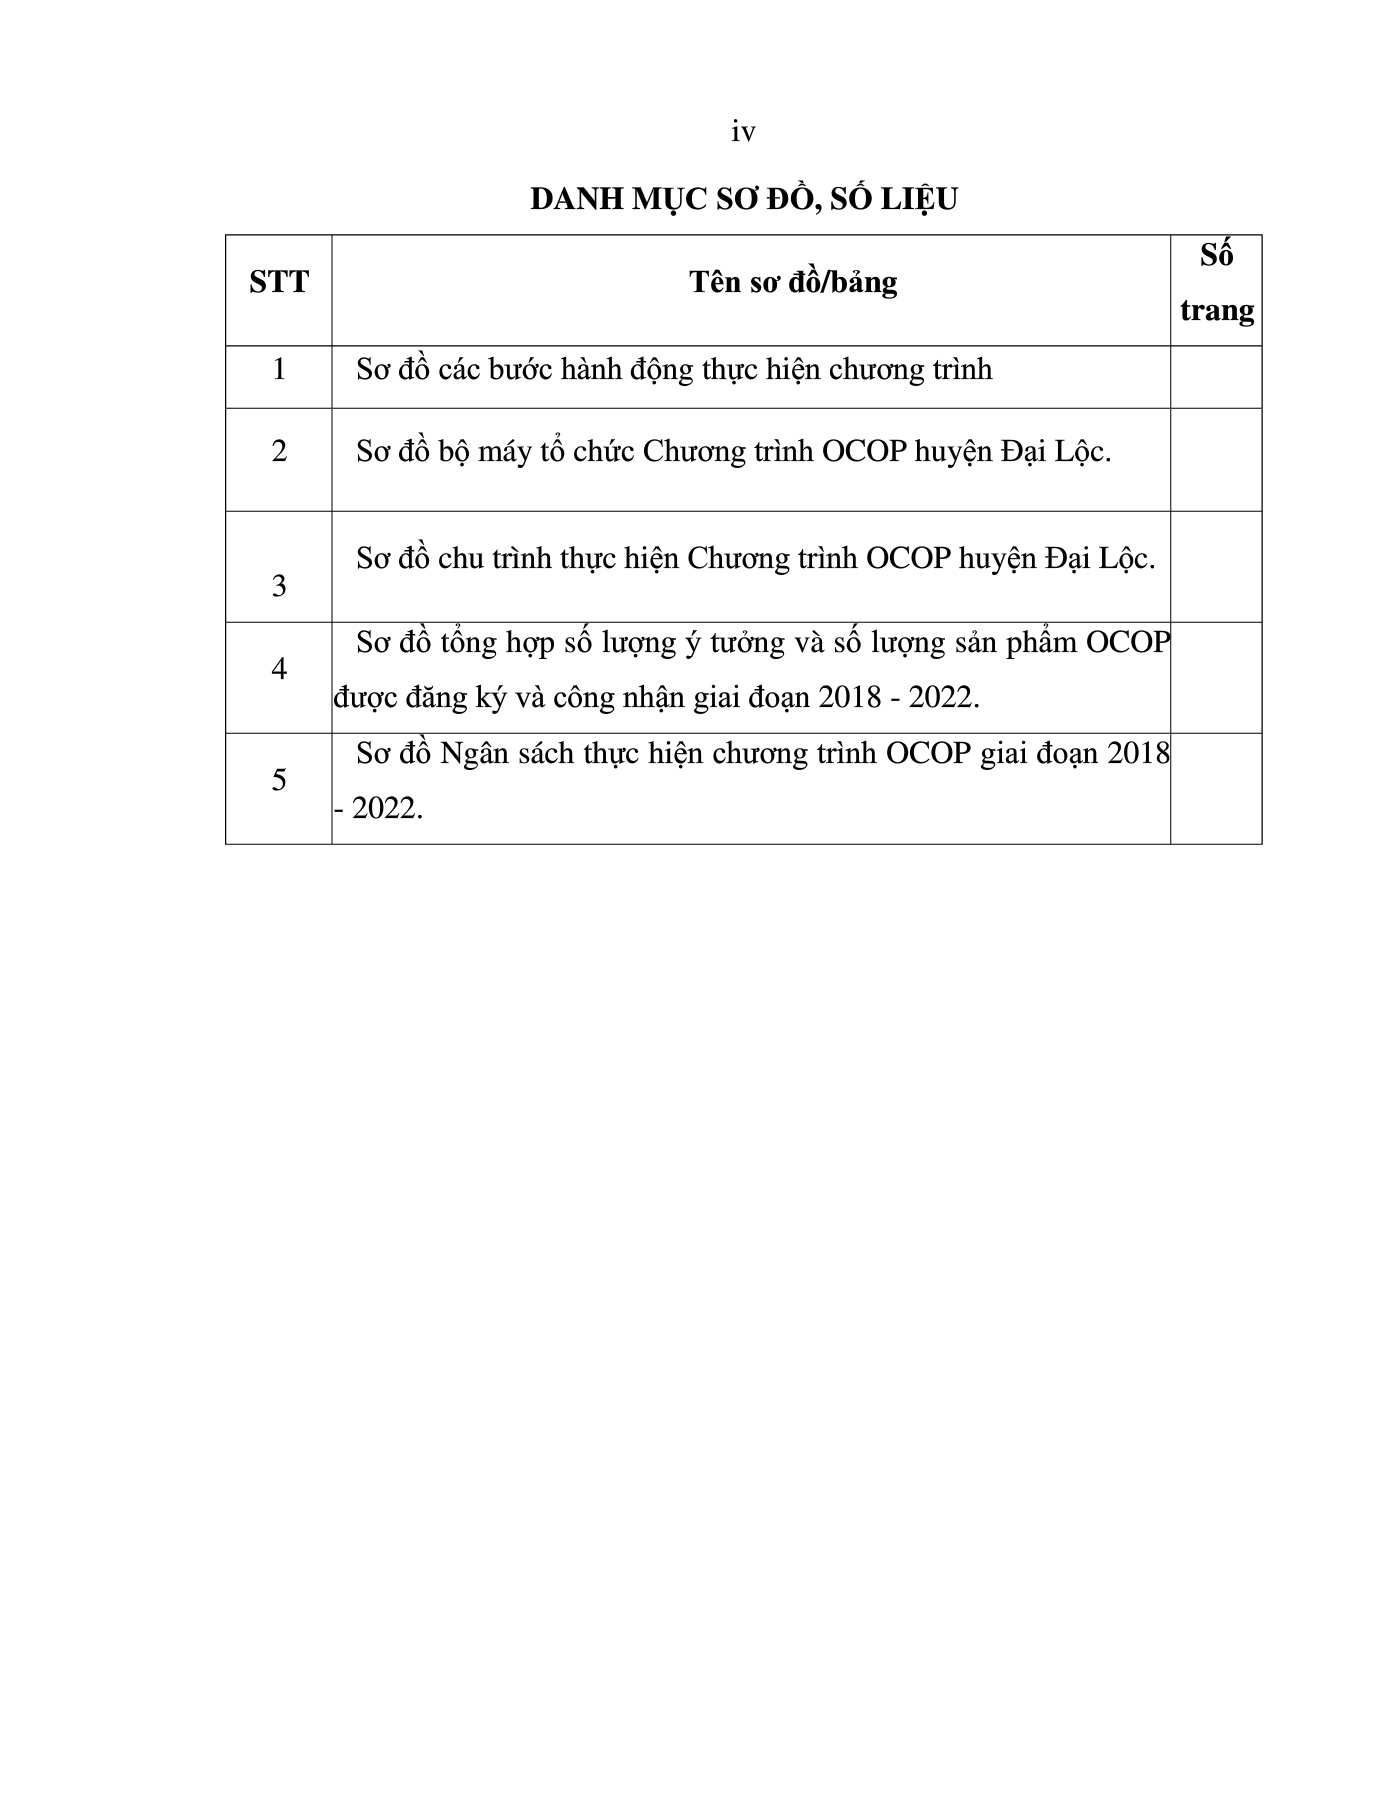 iv
DANH MỤC SƠ ĐỒ, SỐ LIỆU
STT
Tên sơ đồ/bảng
Số
trang
1
Sơ đồ các bước hành động thực hiện chương trình
2
Sơ đồ bộ máy tổ chức Chương trình OCOP huyện Đại Lộc.
3
Sơ đồ chu trình thực hiện Chương trình OCOP huyện Đại Lộc.
4
Sơ đồ tổng hợp số lượng ý tưởng và số lượng sản phẩm OCOP
được đăng ký và công nhận giai đoạn 2018 - 2022.
5
Sơ đồ Ngân sách thực hiện chương trình OCOP giai đoạn 2018
- 2022.